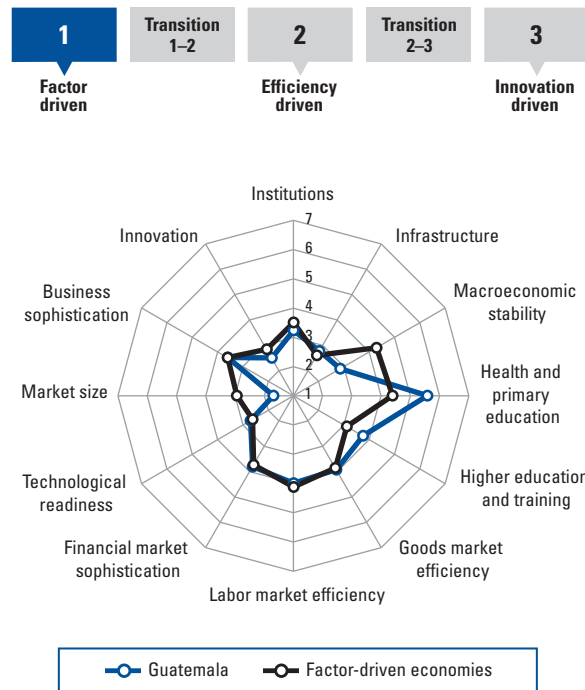 1
Transition
1–2
2
Transition
2–3
3
Factor
driven
Efficiency
driven
Innovation
driven
Institutions
7
6
5
4
3
2
1
Infrastructure
Macroeconomic
stability
Health and
primary
education
Higher education
and training
Goods market
efficiency
Labor market efficiency
Financial market
sophistication
Technological
readiness
Market size
Business
sophistication
Innovation
Guatemala
Factor-driven economies